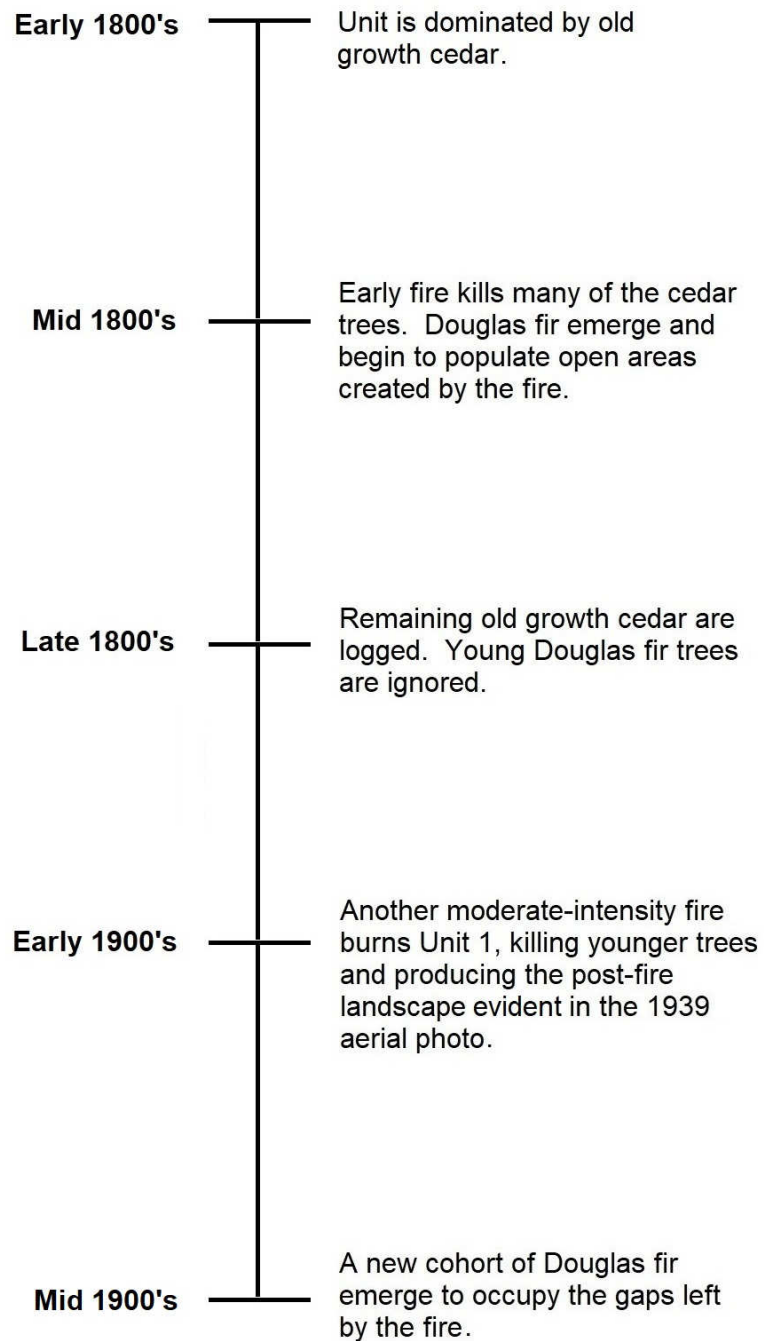 Early 1800's
Unit is dominated by old
growth cedar.
Mid 1800's
Early fire kills many of the cedar
trees.  Douglas fir emerge and
begin to populate open areas
created by the fire.
Late 1800's
Remaining old growth cedar are
logged.  Young Douglas fir trees
are ignored.
Early 1900's
Another moderate-intensity fire
burns Unit 1, killing younger trees
and producing the post-fire
landscape evident in the 1939
aerial photo.
Mid 1900's
A new cohort of Douglas fir
emerge to occupy the gaps left
by the fire.